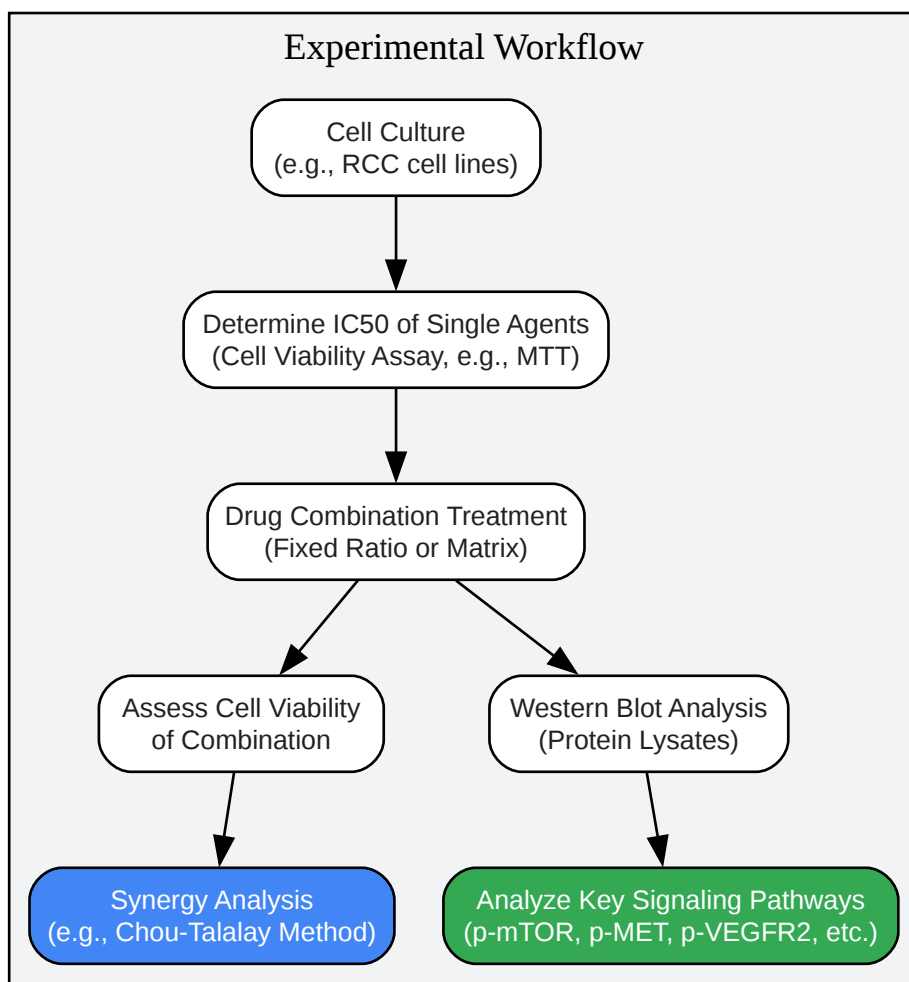 Experimental Workflow
Cell Culture
(e.g., RCC cell lines)
Determine IC50 of Single Agents
(Cell Viability Assay, e.g., MTT)
Drug Combination Treatment
(Fixed Ratio or Matrix)
Assess Cell Viability
of Combination
Western Blot Analysis
(Protein Lysates)
Synergy Analysis
(e.g., Chou-Talalay Method)
Analyze Key Signaling Pathways
(p-mTOR, p-MET, p-VEGFR2, etc.)